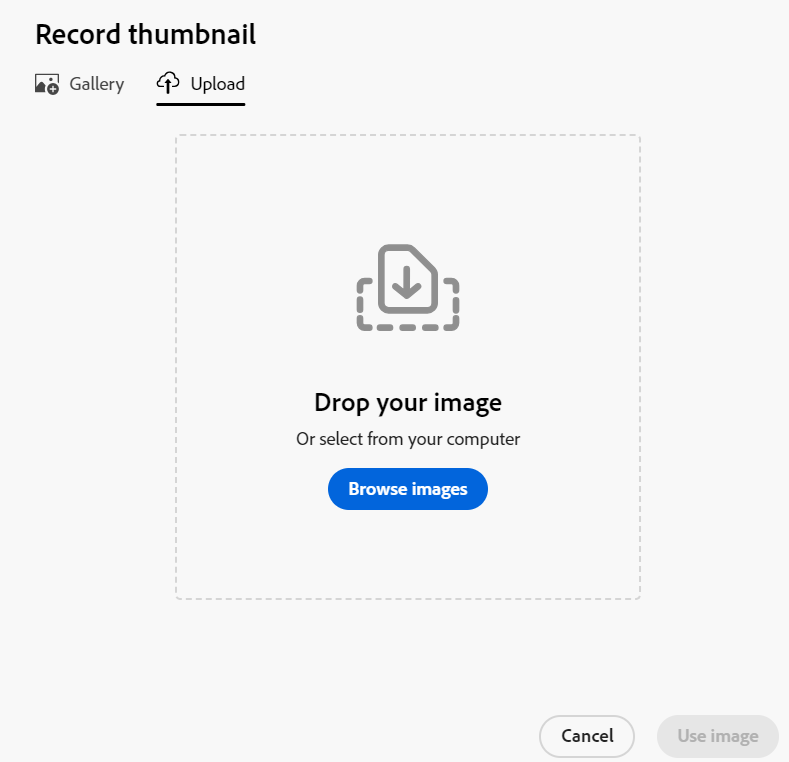 Record thumbnail
Gallery
Upload
Drop your image
Or select from your computer
Browse images
Cancel
Use image